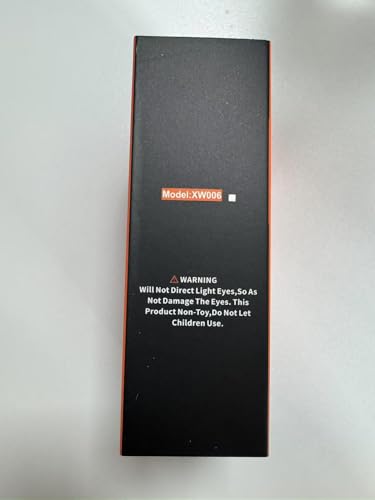 Model:XW006
⚠ WARNING
Will Not Direct Light Eyes,So As
Not Damage The Eyes. This
Product Non-Toy,Do Not Let
Children Use.